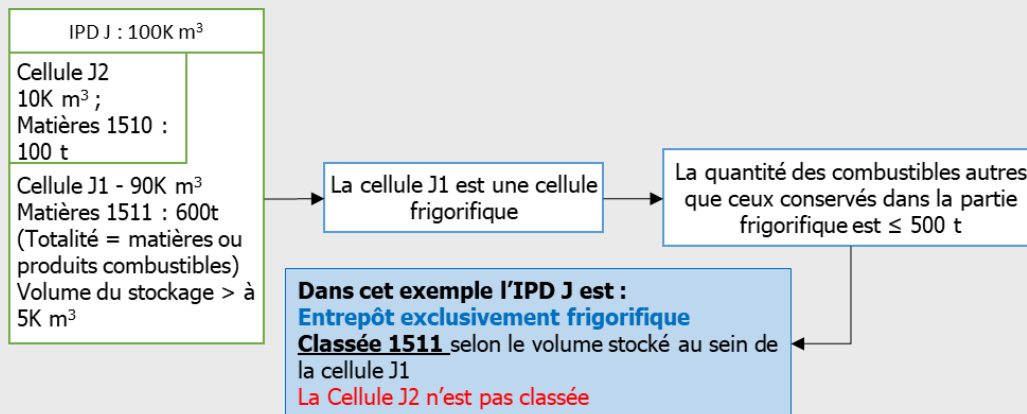 IPD J : 100K m³
Cellule J2
10K m³ ;
Matières 1510 :
100 t
Cellule J1 - 90K m³
Matières 1511 : 600t
(Totalité = matières ou
produits combustibles)
Volume du stockage > à
5K m³
La cellule J1 est une cellule
frigorifique
La quantité des combustibles autres
que ceux conservés dans la partie
frigorifique est ≤ 500 t
Dans cet exemple l’IPD J est :
Entrepôt exclusivement frigorifique
Classée 1511 selon le volume stocké au sein de
la cellule J1
La Cellule J2 n’est pas classée